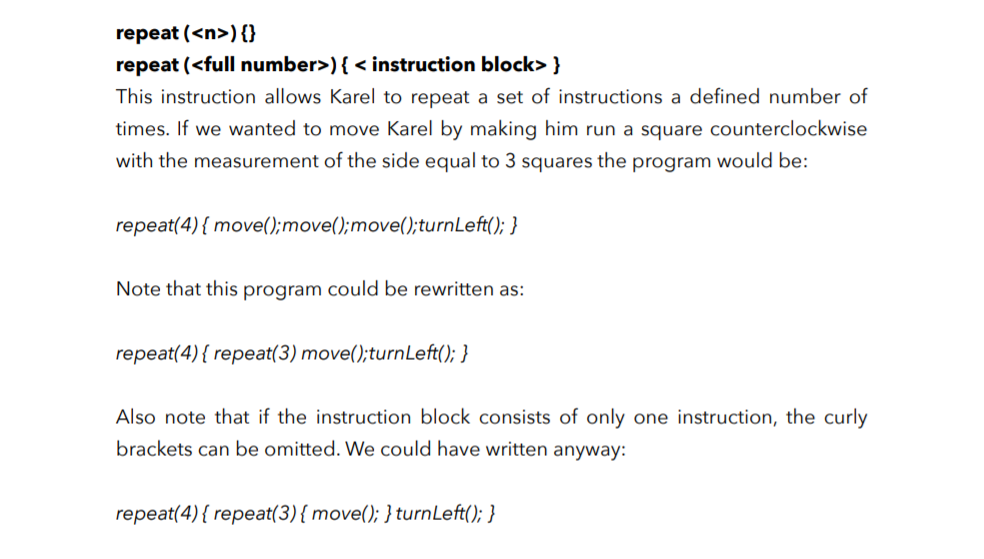 repeat (<n>) {}
repeat (<full number>) { < instruction block> }
This instruction allows Karel to repeat a set of instructions a defined number of
times. If we wanted to move Karel by making him run a square counterclockwise
with the measurement of the side equal to 3 squares the program would be:
repeat(4) { move();move();move();turnLeft(); }
Note that this program could be rewritten as:
repeat(4) { repeat(3) move();turnLeft(); }
Also note that if the instruction block consists of only one instruction, the curly
brackets can be omitted. We could have written anyway:
repeat(4) { repeat(3) { move(); } turnLeft(); }